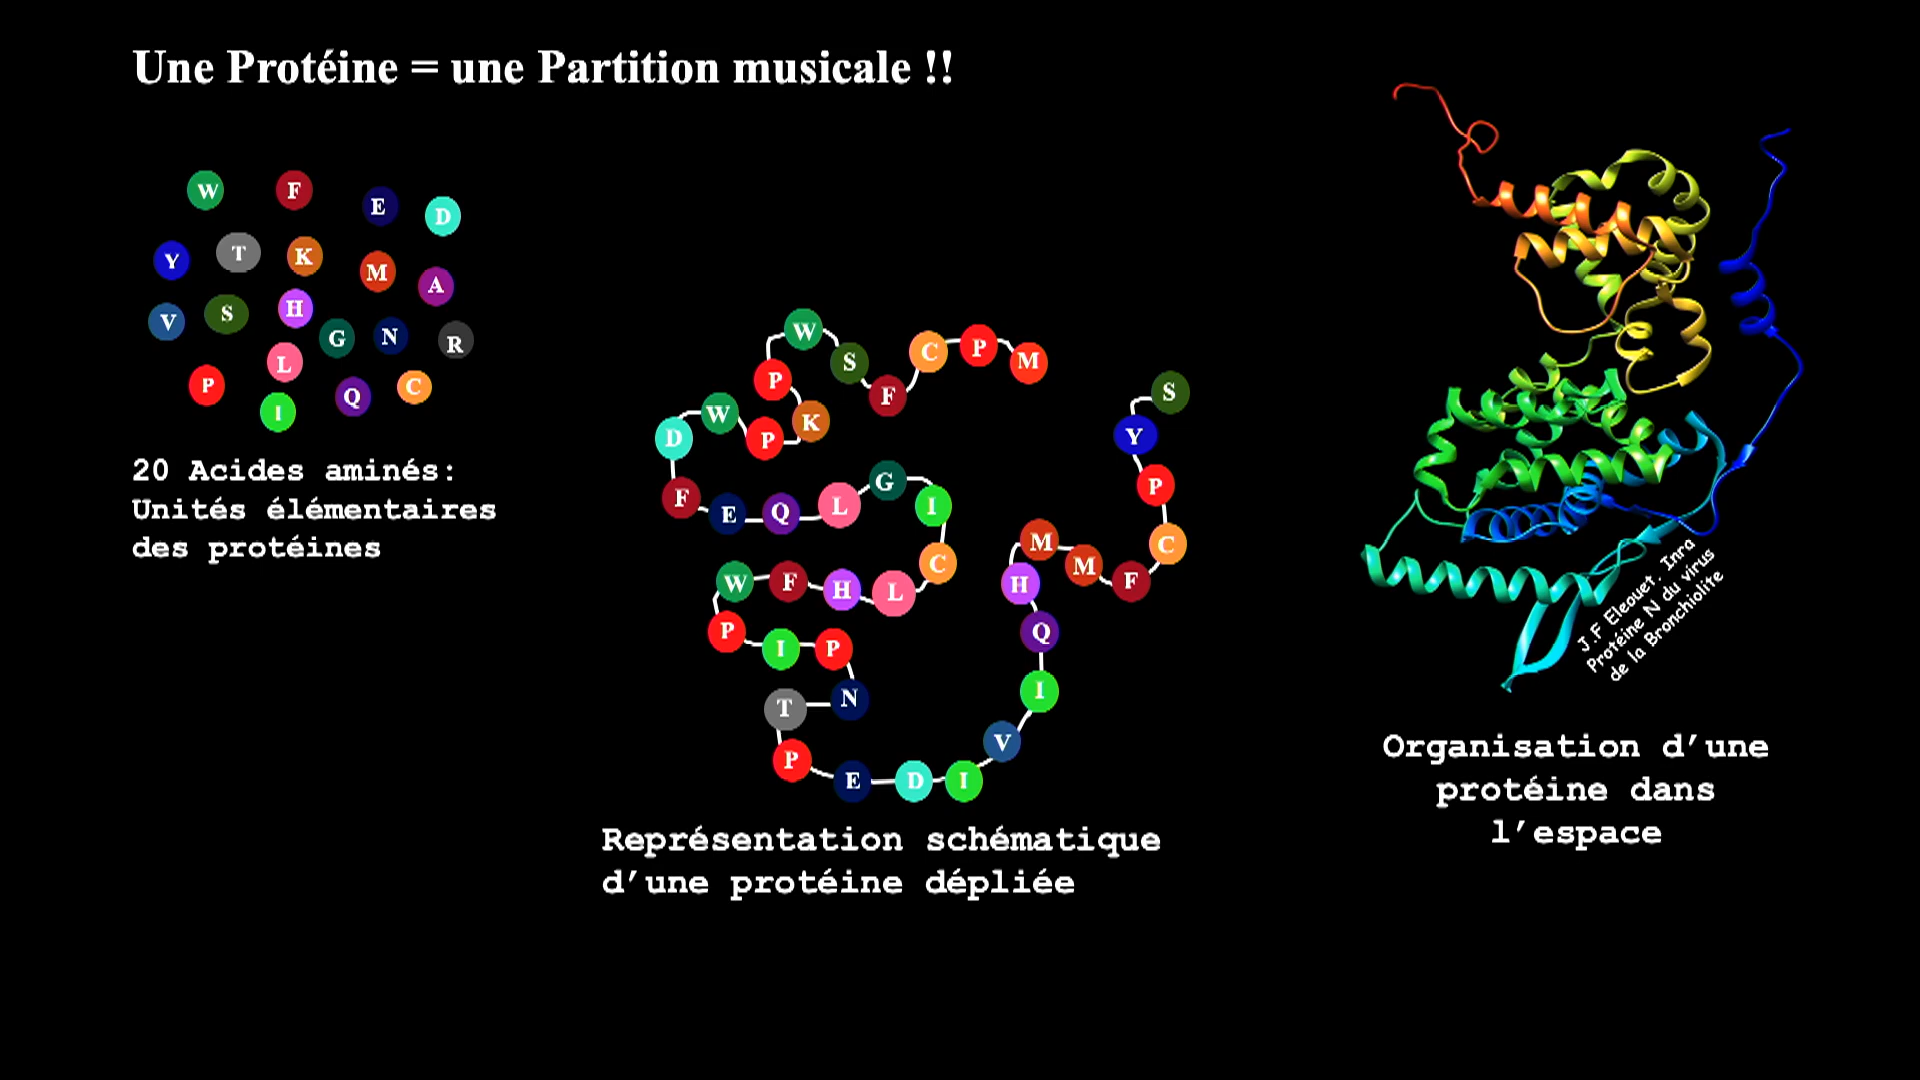 Une Protéine = une Partition musicale !!
W F E D
Y T K M A
V S H G N R
P L I Q C
20 Acides aminés:
Unités élémentaires
des protéines
M P C F S W P K P W D F E Q L G I C L H F W P I P N T P E D I V I Q H M M F C P Y S
Représentation schématique
d’une protéine dépliée
J.F Eleouet. Inra
Protéine N du virus
de la Bronchiolite
Organisation d’une
protéine dans
l’espace